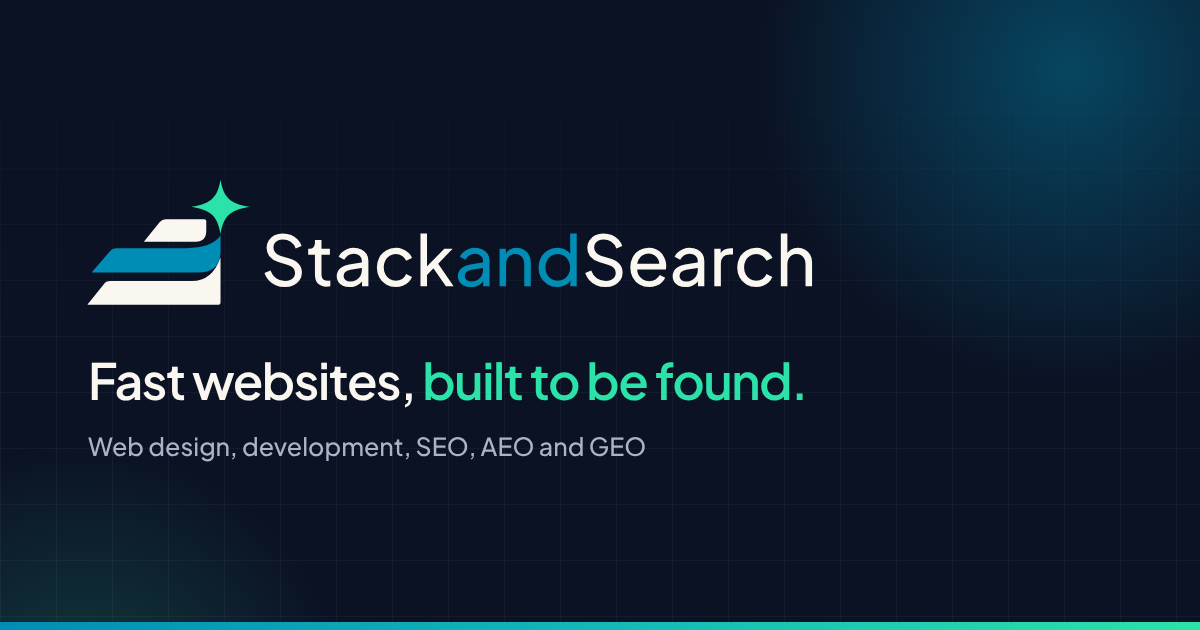 StackandSearch
Fast websites, built to be found.
Web design, development, SEO, AEO and GEO